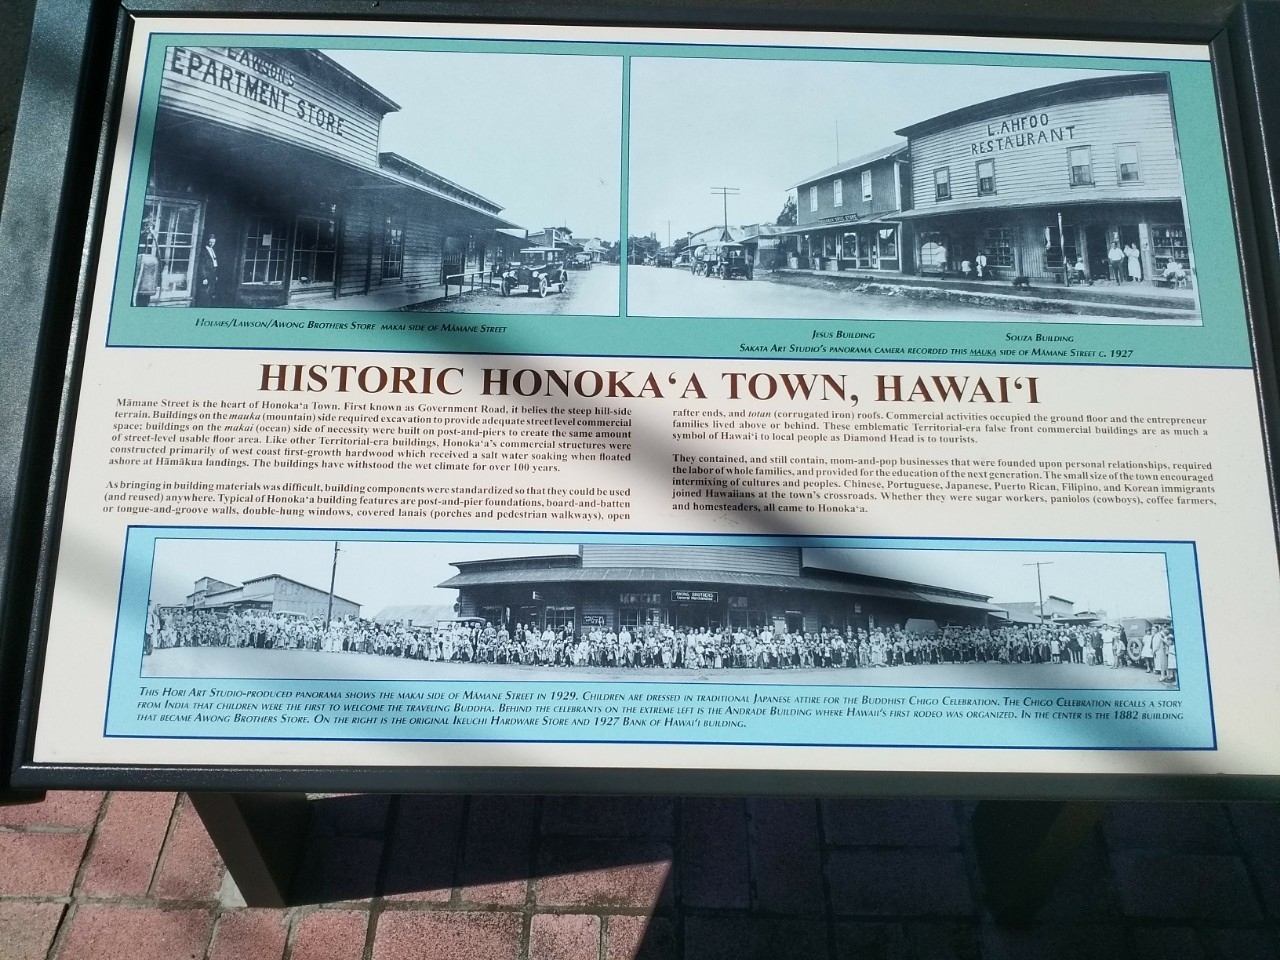 LAWSON'S
EPARTMENT STORE
L. AHFOO
RESTAURANT
HOLMES/LAWSON/AWONG BROTHERS STORE MAKAI SIDE OF MĀMANE STREET
JESUS BUILDING SOUZA BUILDING
SAKATA ART STUDIO'S PANORAMA CAMERA RECORDED THIS MAUKA SIDE OF MĀMANE STREET C. 1927
HISTORIC HONOKA‘A TOWN, HAWAI‘I
Māmane Street is the heart of Honoka‘a Town. First known as Government Road, it belies the steep hill-side
terrain. Buildings on the mauka (mountain) side required excavation to provide adequate street level commercial
space; buildings on the makai (ocean) side of necessity were built on post-and-piers to create the same amount
of street-level usable floor area. Like other Territorial-era buildings, Honoka‘a's commercial structures were
constructed primarily of west coast first-growth hardwood which received a salt water soaking when floated
ashore at Hāmākua landings. The buildings have withstood the wet climate for over 100 years.
As bringing in building materials was difficult, building components were standardized so that they could be used
(and reused) anywhere. Typical of Honoka‘a building features are post-and-pier foundations, board-and-batten
or tongue-and-groove walls, double-hung windows, covered lanais (porches and pedestrian walkways), open
rafter ends, and totan (corrugated iron) roofs. Commercial activities occupied the ground floor and the entrepreneur
families lived above or behind. These emblematic Territorial-era false front commercial buildings are as much a
symbol of Hawai‘i to local people as Diamond Head is to tourists.
They contained, and still contain, mom-and-pop businesses that were founded upon personal relationships, required
the labor of whole families, and provided for the education of the next generation. The small size of the town encouraged
intermixing of cultures and peoples. Chinese, Portuguese, Japanese, Puerto Rican, Filipino, and Korean immigrants
joined Hawaiians at the town's crossroads. Whether they were sugar workers, paniolos (cowboys), coffee farmers,
and homesteaders, all came to Honoka‘a.
AWONG BROTHERS
THIS HORI ART STUDIO-PRODUCED PANORAMA SHOWS THE MAKAI SIDE OF MĀMANE STREET IN 1929. CHILDREN ARE DRESSED IN TRADITIONAL JAPANESE ATTIRE FOR THE BUDDHIST CHIGO CELEBRATION. THE CHIGO CELEBRATION RECALLS A STORY
FROM INDIA THAT CHILDREN WERE THE FIRST TO WELCOME THE TRAVELING BUDDHA. BEHIND THE CELEBRANTS ON THE EXTREME LEFT IS THE ANDRADE BUILDING WHERE HAWAII'S FIRST RODEO WAS ORGANIZED. IN THE CENTER IS THE 1882 BUILDING
THAT BECAME AWONG BROTHERS STORE. ON THE RIGHT IS THE ORIGINAL IKEUCHI HARDWARE STORE AND 1927 BANK OF HAWAI‘I BUILDING.